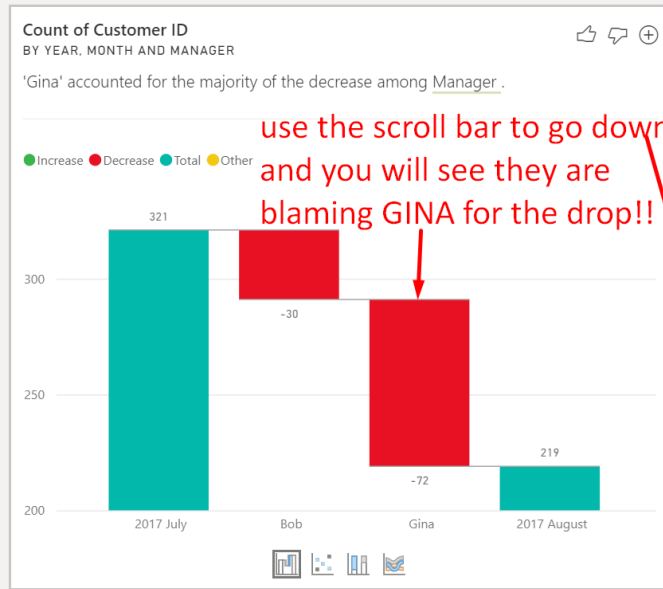 Count of Customer ID
BY YEAR, MONTH AND MANAGER
'Gina' accounted for the majority of the decrease among Manager .
use the scroll bar to go down
and you will see they are
blaming GINA for the drop!!
Increase Decrease Total Other
321
300
-30
250
219
-72
200
2017 July Bob Gina 2017 August